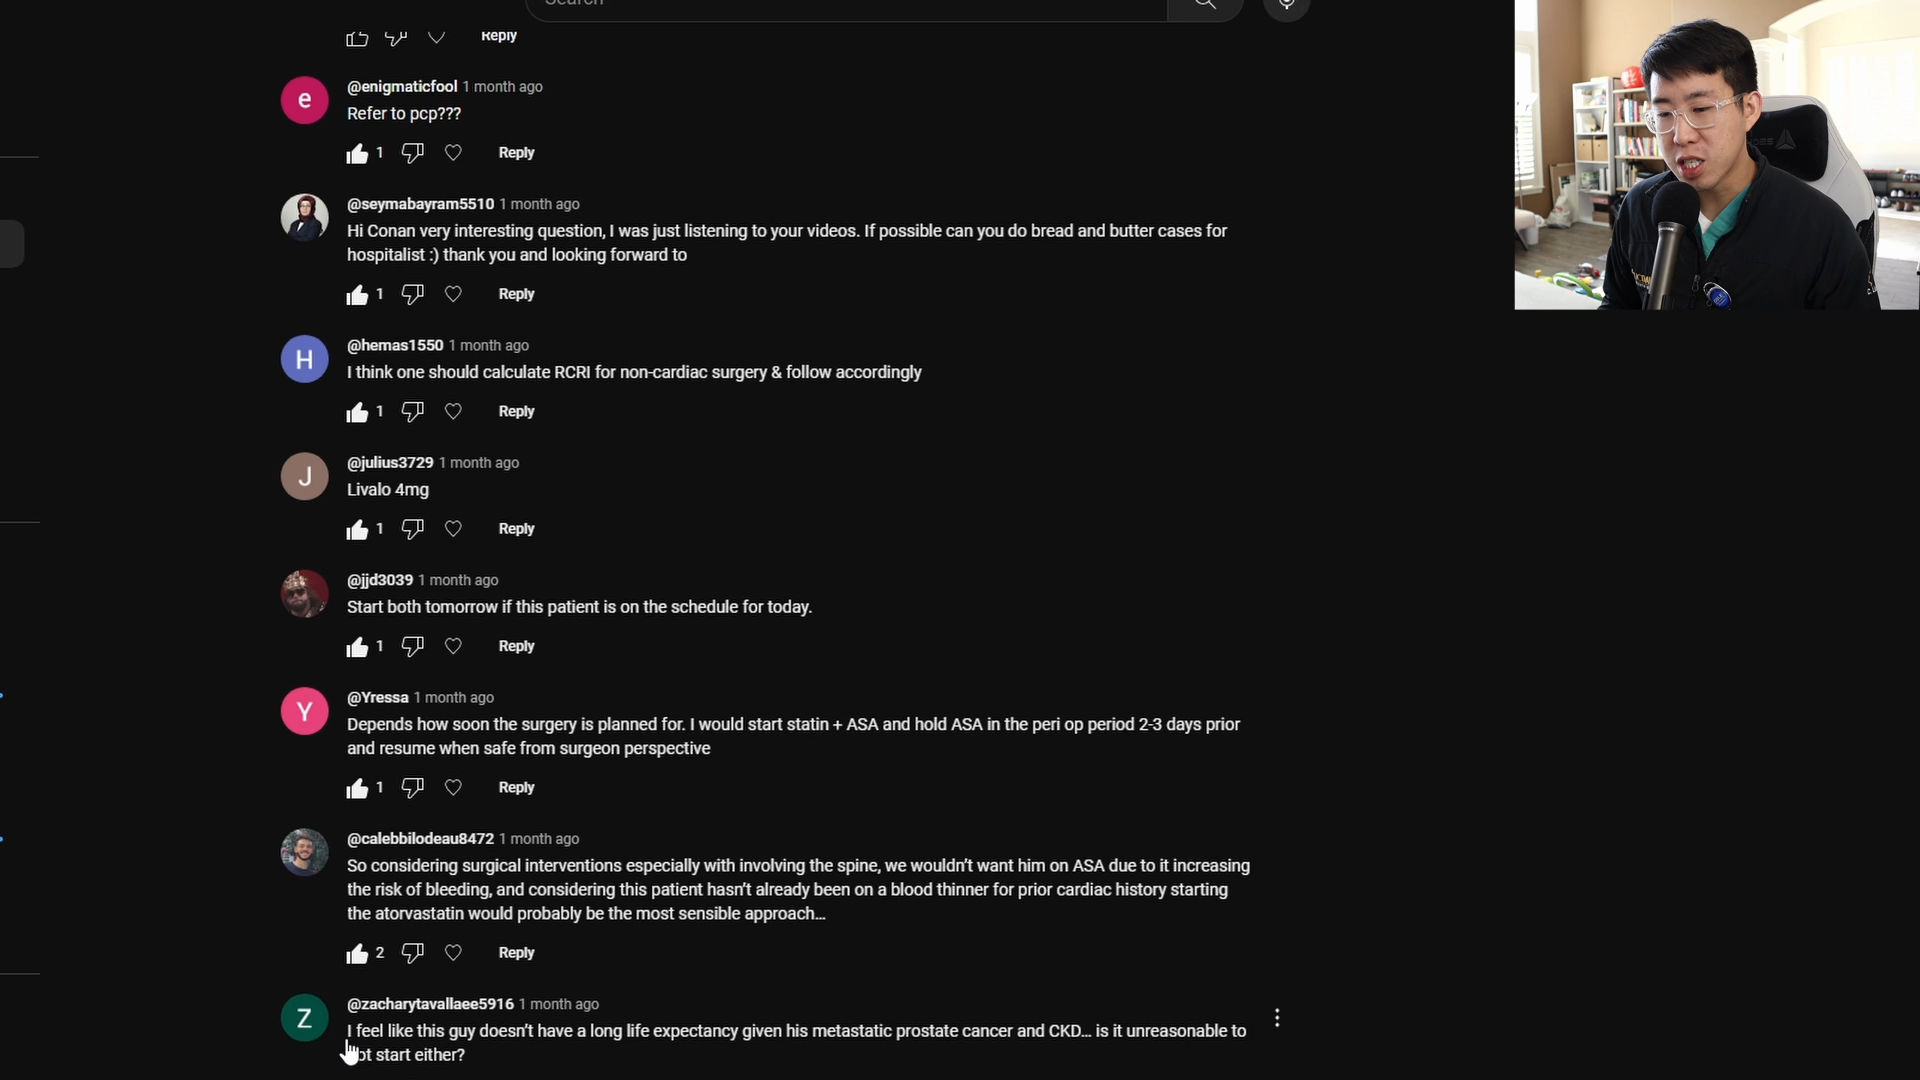 Search
Reply
@enigmaticfool 1 month ago
Refer to pcp???
1 Reply
@seymabayram5510 1 month ago
Hi Conan very interesting question, I was just listening to your videos. If possible can you do bread and butter cases for
hospitalist :) thank you and looking forward to
1 Reply
H
@hemas1550 1 month ago
I think one should calculate RCRI for non-cardiac surgery & follow accordingly
1 Reply
J
@julius3729 1 month ago
Livalo 4mg
1 Reply
@jjd3039 1 month ago
Start both tomorrow if this patient is on the schedule for today.
1 Reply
Y
@Yressa 1 month ago
Depends how soon the surgery is planned for. I would start statin + ASA and hold ASA in the peri op period 2-3 days prior
and resume when safe from surgeon perspective
1 Reply
@calebbilodeau8472 1 month ago
So considering surgical interventions especially with involving the spine, we wouldn't want him on ASA due to it increasing
the risk of bleeding, and considering this patient hasn't already been on a blood thinner for prior cardiac history starting
the atorvastatin would probably be the most sensible approach...
2 Reply
Z
@zacharytavallaee5916 1 month ago
I feel like this guy doesn't have a long life expectancy given his metastatic prostate cancer and CKD... is it unreasonable to
start either?